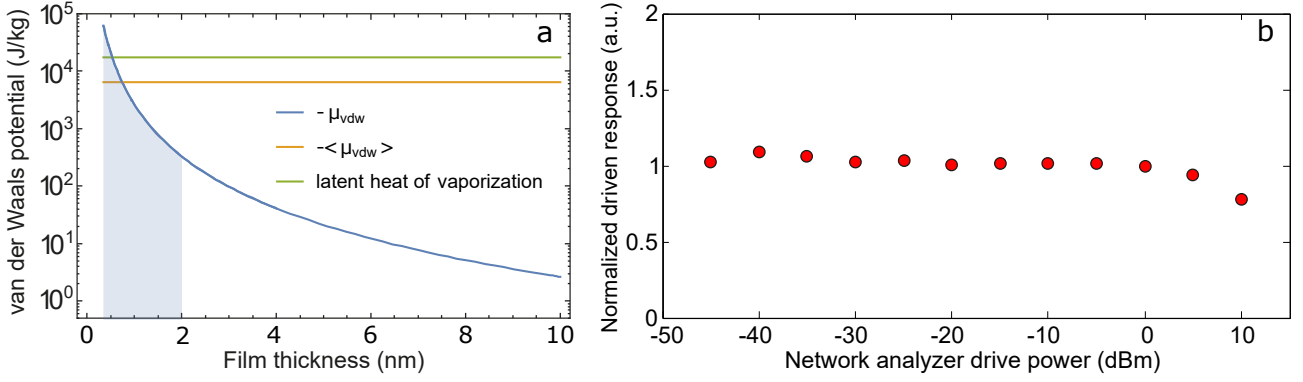 a
van der Waals potential (J/kg)
10⁵
10⁴
10³
10²
10¹
10⁰
- μvdw
-< μvdw >
latent heat of vaporization
0 2 4 6 8 10
Film thickness (nm)
b
Normalized driven response (a.u.)
2
1.5
1
0.5
0
-50 -40 -30 -20 -10 0 10
Network analyzer drive power (dBm)